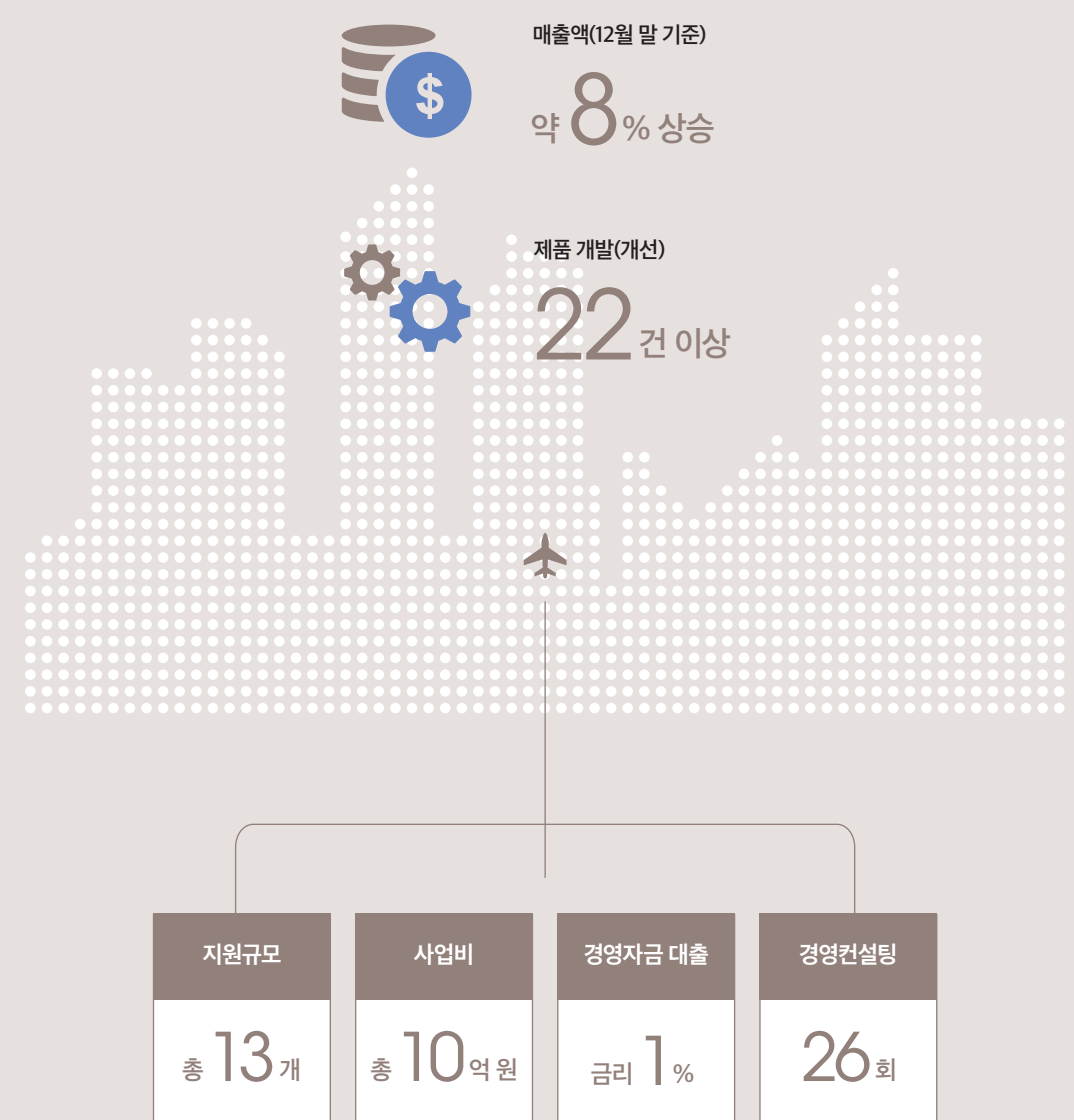 $
매출액(12월 말 기준)
약 8% 상승
제품 개발(개선)
22건 이상
지원규모
총 13개
사업비
총 10억 원
경영자금 대출
금리 1%
경영컨설팅
26회